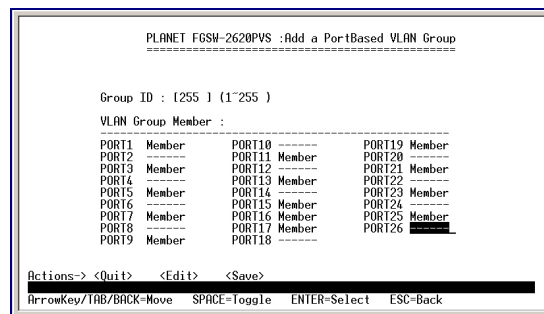 PLANET FGSW-2620PVS :Add a PortBased VLAN Group
===============================================
Group ID : [255 ] (1~255 )
VLAN Group Member :
-----------------------------------------------------
PORT1 Member PORT10 ------ PORT19 Member
PORT2 ------ PORT11 Member PORT20 ------
PORT3 Member PORT12 ------ PORT21 Member
PORT4 ------ PORT13 Member PORT22 ------
PORT5 Member PORT14 ------ PORT23 Member
PORT6 ------ PORT15 Member PORT24 ------
PORT7 Member PORT16 Member PORT25 Member
PORT8 ------ PORT17 Member PORT26 ------
PORT9 Member PORT18 ------
Actions-> <Quit> <Edit> <Save>
ArrowKey/TAB/BACK=Move SPACE=Toggle ENTER=Select ESC=Back